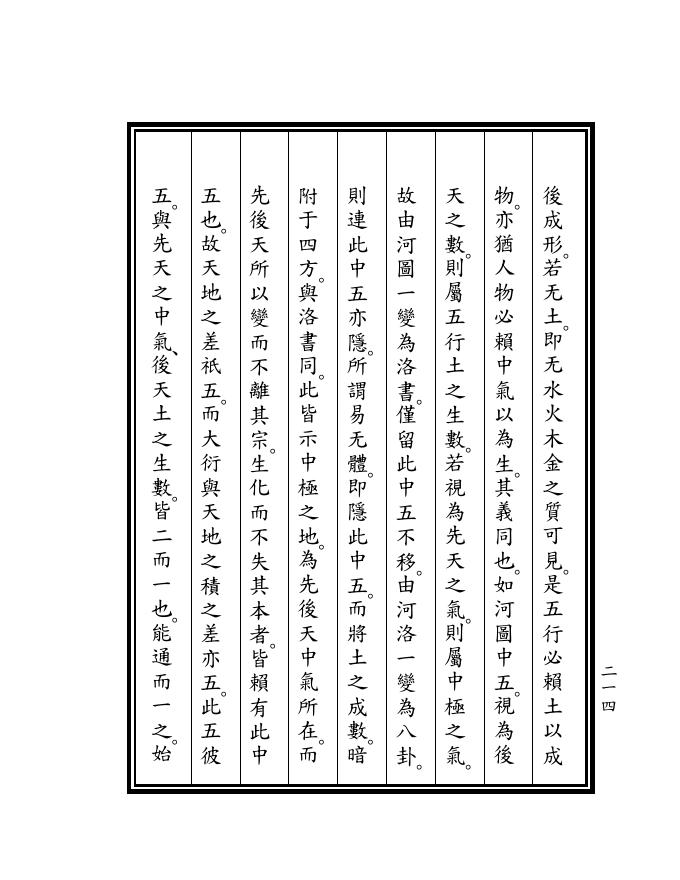 後成形。若无土。即无水火木金之質可見。是五行必賴土以成
物。亦猶人物必賴中氣以為生。其義同也。如河圖中五。視為後
天之數。則屬五行土之生數。若視為先天之氣。則屬中極之氣。
故由河圖一變為洛書。僅留此中五不移。由河洛一變為八卦。
則連此中五亦隱。所謂易无體。即隱此中五。而將土之成數。暗
附于四方。與洛書同。此皆示中極之地。為先後天中氣所在。而
先後天所以變而不離其宗。生化而不失其本者。皆賴有此中
五也。故天地之差祇五。而大衍與天地之積之差亦五。此五彼
五。與先天之中氣、後天土之生數。皆二而一也。能通而一之。始
二一四